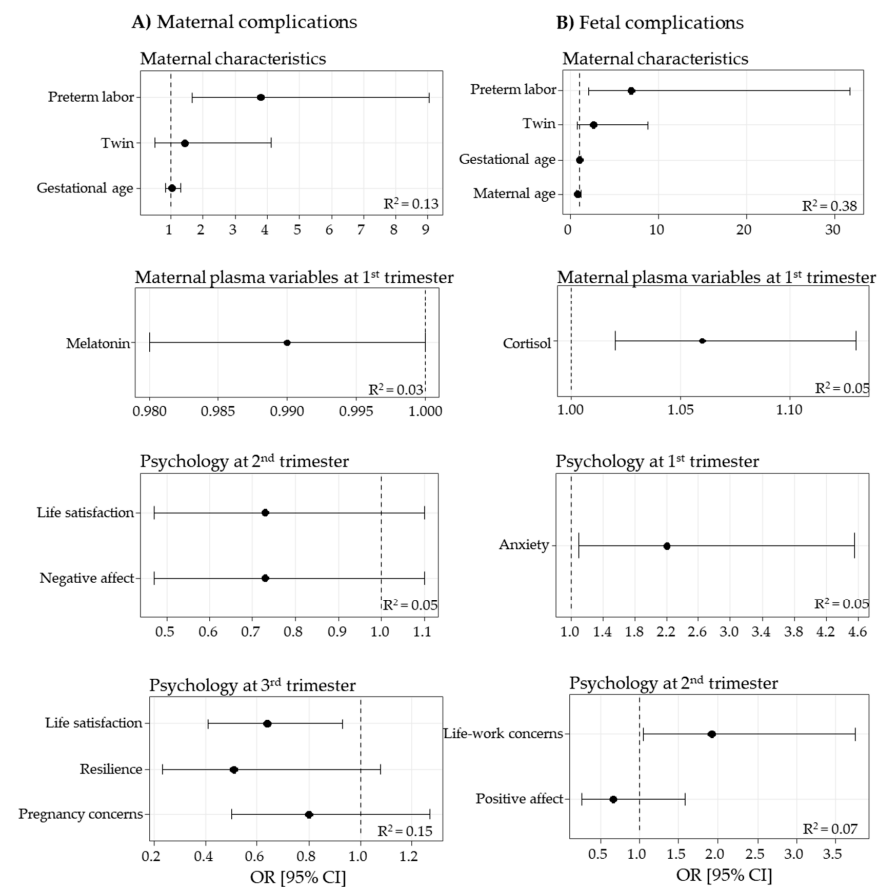 A) Maternal complications
Maternal characteristics
Preterm labor
Twin
Gestational age
R² = 0.13
1 2 3 4 5 6 7 8 9
Maternal plasma variables at 1st trimester
Melatonin
R² = 0.03
0.980 0.985 0.990 0.995 1.000
Psychology at 2nd trimester
Life satisfaction
Negative affect
R² = 0.05
0.5 0.6 0.7 0.8 0.9 1.0 1.1
Psychology at 3rd trimester
Life satisfaction
Resilience
Pregnancy concerns
R² = 0.15
0.2 0.4 0.6 0.8 1.0 1.2
OR [95% CI]
B) Fetal complications
Maternal characteristics
Preterm labor
Twin
Gestational age
Maternal age
R² = 0.38
0 10 20 30
Maternal plasma variables at 1st trimester
Cortisol
R² = 0.05
1.00 1.05 1.10
Psychology at 1st trimester
Anxiety
R² = 0.05
1.0 1.4 1.8 2.2 2.6 3.0 3.4 3.8 4.2 4.6
Psychology at 2nd trimester
Life-work concerns
Positive affect
R² = 0.07
0.5 1.0 1.5 2.0 2.5 3.0 3.5
OR [95% CI]